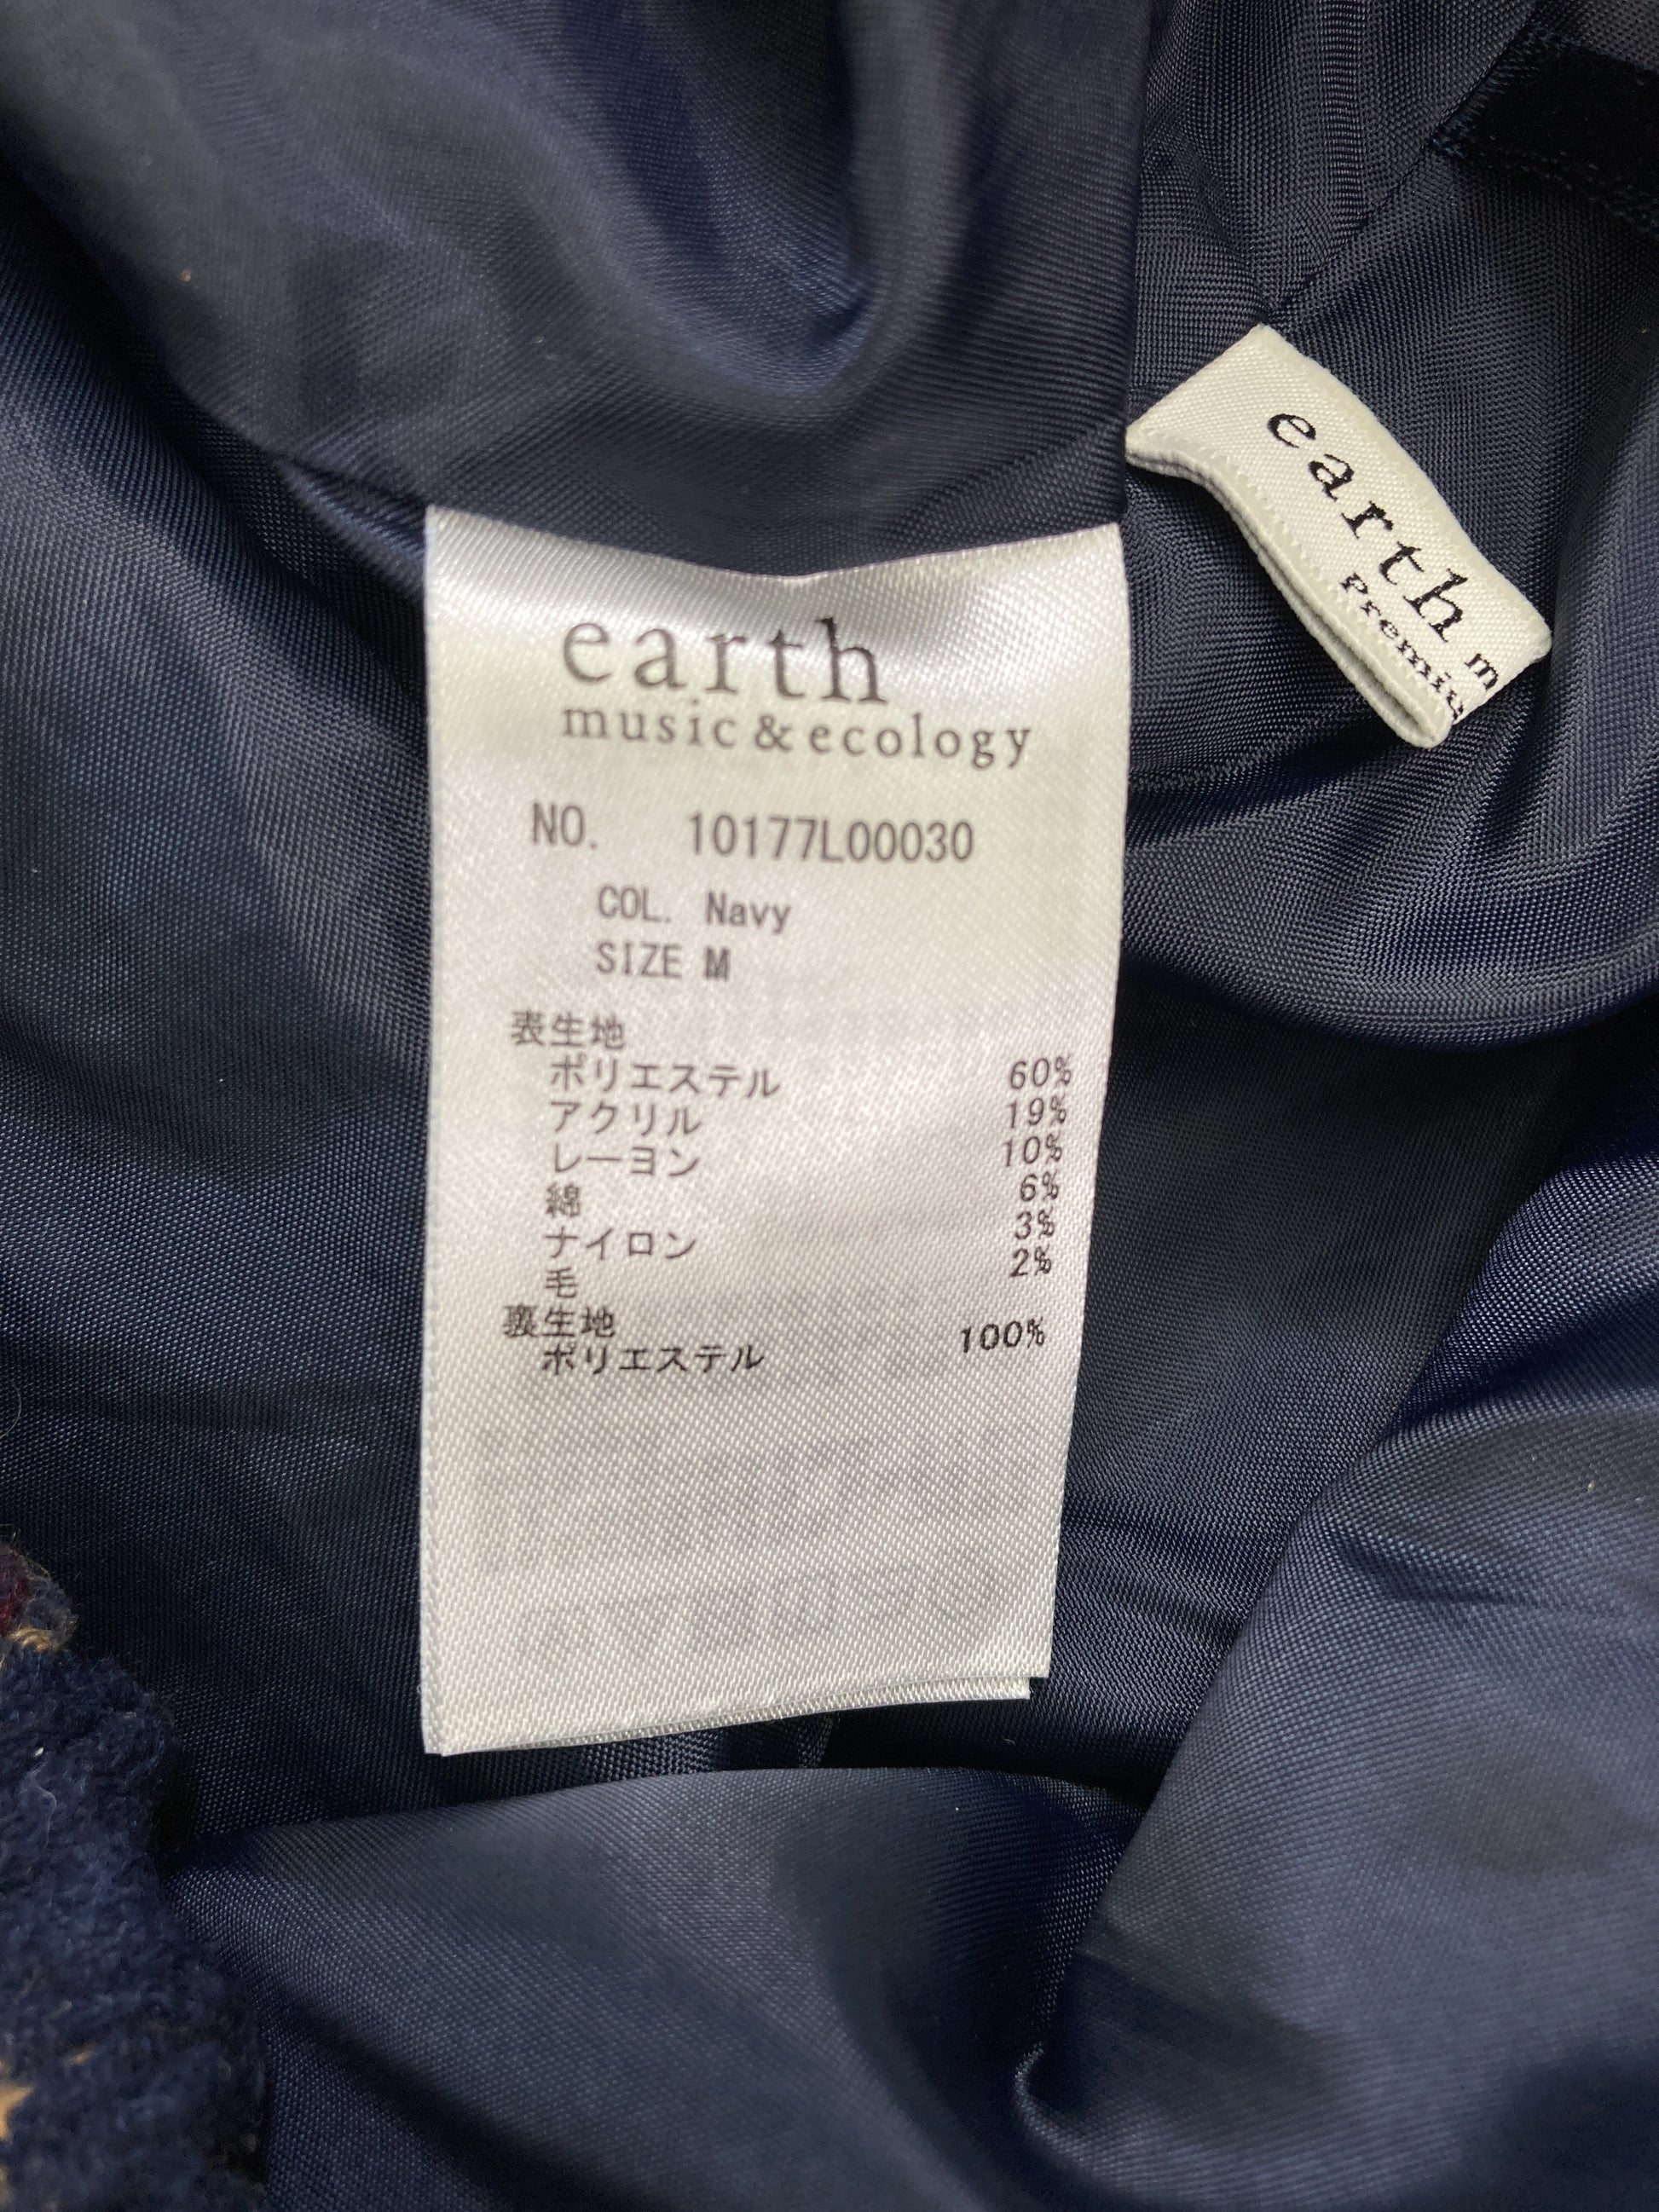 earth
music & ecology
NO. 10177L00030
COL. Navy
SIZE M
表生地
ポリエステル 60%
アクリル 19%
レーヨン 10%
綿 6%
ナイロン 3%
毛 2%
裏生地
ポリエステル 100%
earth m
Premiu